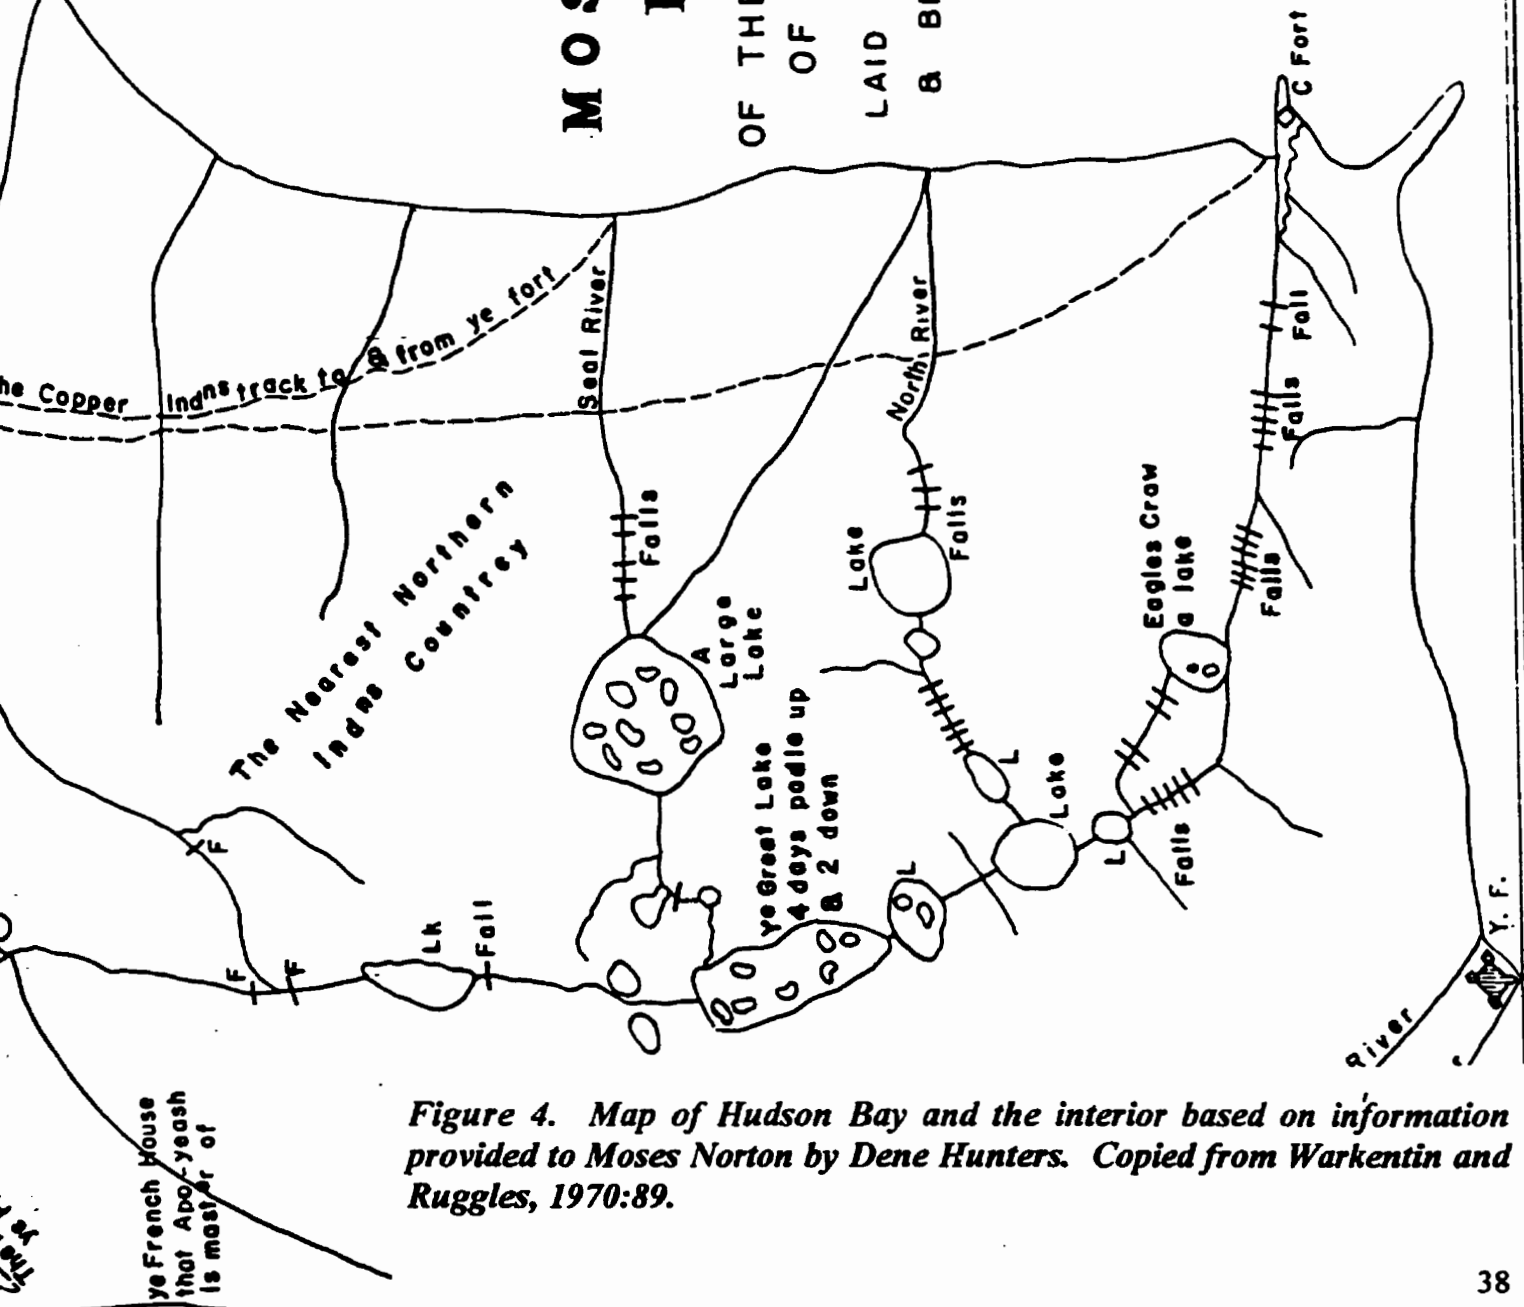 MOS
OF THE
OF
LAID
& B
C Fort
he Copper Indns track to & from ye fort
Seal River
North River
Fall
Falls
Falls
Falls
Falls
The Nearest Northern
Indns Countrey
Lake
Eagles Craw
a lake
A
Large
Lake
ye Great Lake
4 days padle up
& 2 down
L
Lake
L
L
Falls
F
F
F
Lk
Fall
Y. F.
River
ye French House
that Apo-yeash
is master of
Figure 4. Map of Hudson Bay and the interior based on information
provided to Moses Norton by Dene Hunters. Copied from Warkentin and
Ruggles, 1970:89.
38